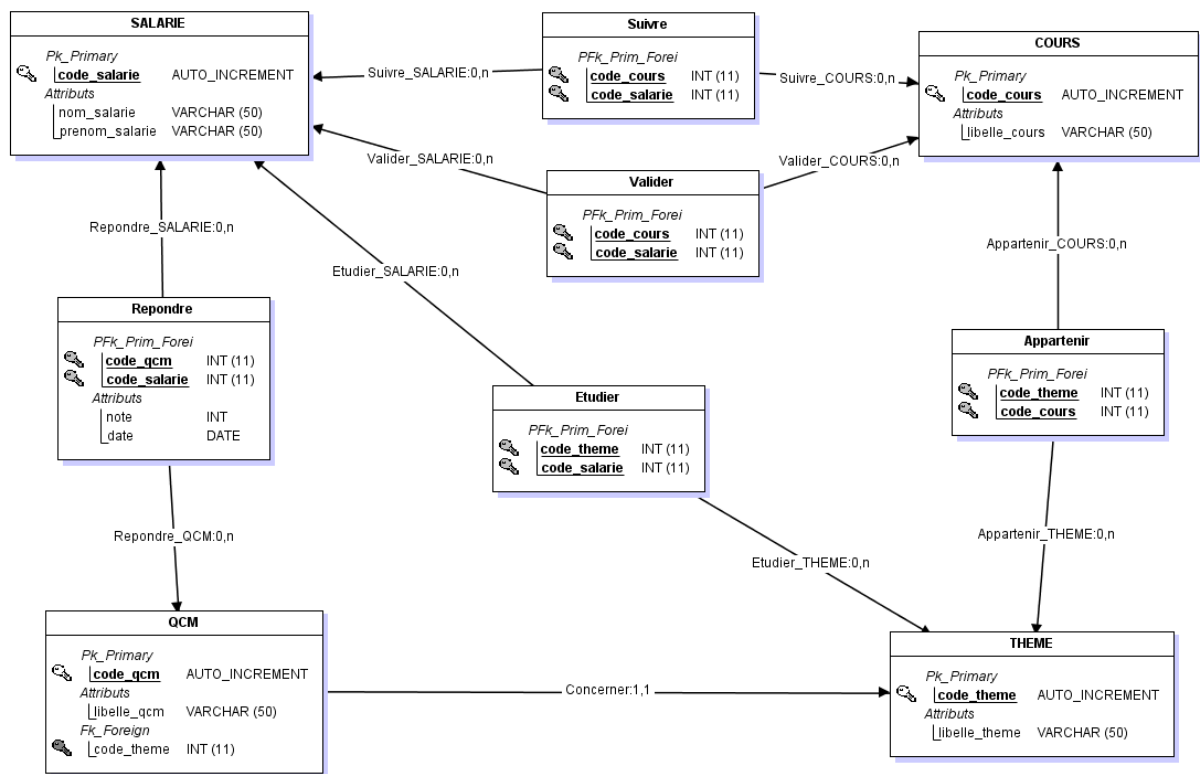 SALARIE
Pk_Primary
code_salarie AUTO_INCREMENT
Attributs
nom_salarie VARCHAR (50)
prenom_salarie VARCHAR (50)
Suivre_SALARIE:0,n
Suivre
PFk_Prim_Forei
code_cours INT (11)
code_salarie INT (11)
Suivre_COURS:0,n
COURS
Pk_Primary
code_cours AUTO_INCREMENT
Attributs
libelle_cours VARCHAR (50)
Valider_SALARIE:0,n
Valider
PFk_Prim_Forei
code_cours INT (11)
code_salarie INT (11)
Valider_COURS:0,n
Repondre_SALARIE:0,n
Etudier_SALARIE:0,n
Appartenir_COURS:0,n
Repondre
PFk_Prim_Forei
code_qcm INT (11)
code_salarie INT (11)
Attributs
note INT
date DATE
Etudier
PFk_Prim_Forei
code_theme INT (11)
code_salarie INT (11)
Appartenir
PFk_Prim_Forei
code_theme INT (11)
code_cours INT (11)
Repondre_QCM:0,n
Etudier_THEME:0,n
Appartenir_THEME:0,n
QCM
Pk_Primary
code_qcm AUTO_INCREMENT
Attributs
libelle_qcm VARCHAR (50)
Fk_Foreign
code_theme INT (11)
Concerner:1,1
THEME
Pk_Primary
code_theme AUTO_INCREMENT
Attributs
libelle_theme VARCHAR (50)